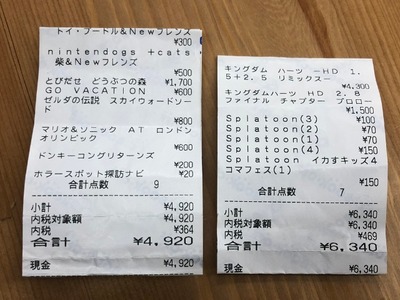 トイ・プードル&Newフレンズ
¥300
nintendogs +cats
柴&Newフレンズ
¥500
とびだせ どうぶつの森 ¥1,700
GO VACATION ¥600
ゼルダの伝説 スカイウォードソー
ド
¥800
マリオ&ソニック AT ロンドン
オリンピック
¥600
ドンキーコングリターンズ
¥200
ホラースポット探訪ナビ ¥20
合計点数 9
小計 ¥4,920
内税対象額 ¥4,920
内税 ¥364
合計 ¥4,920
現金 ¥4,920
キングダム ハーツ -HD 1.
5+2.5 リミックス-
¥4,300
キングダムハーツ HD 2.8
ファイナル チャプター プロロー
¥1,500
Splatoon(3) ¥100
Splatoon(2) ¥70
Splatoon(1) ¥70
Splatoon(4) ¥150
Splatoon イカすキッズ4
コマフェス(1)
¥150
合計点数 7
小計 ¥6,340
内税対象額 ¥6,340
内税 ¥469
合計 ¥6,340
現金 ¥6,340